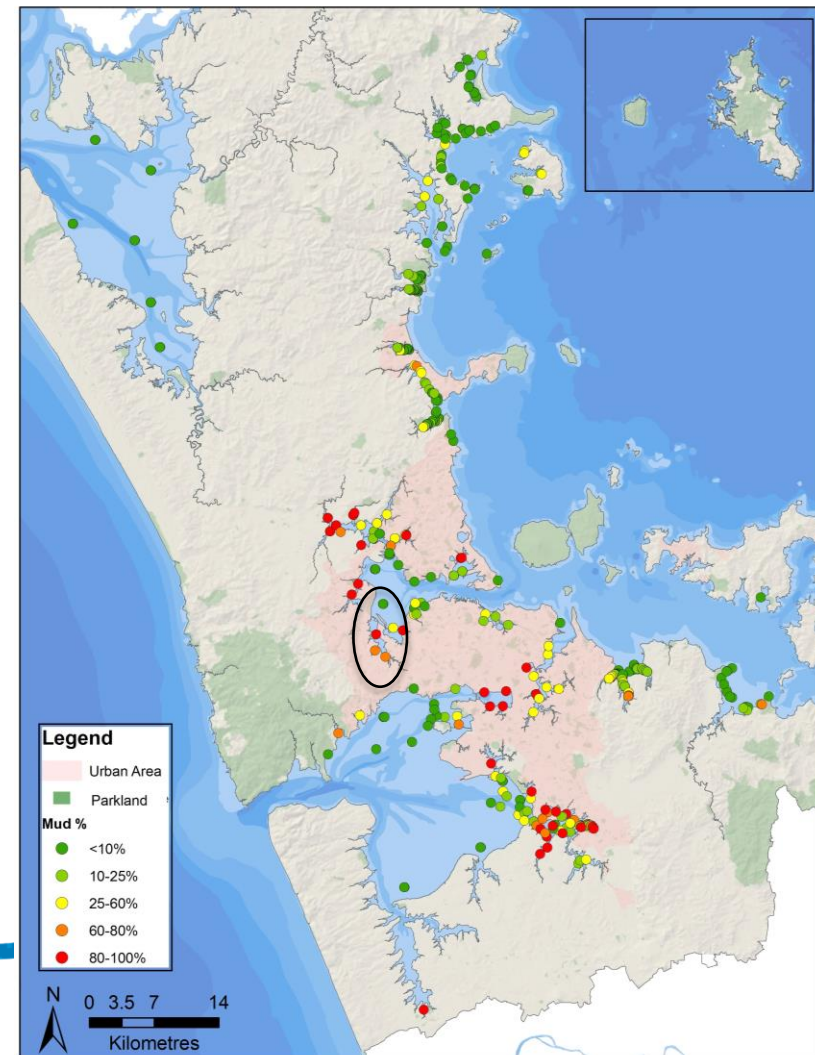 Legend
Urban Area
Parkland
Mud %
<10%
10-25%
25-60%
60-80%
80-100%
N
0 3.5 7 14
Kilometres